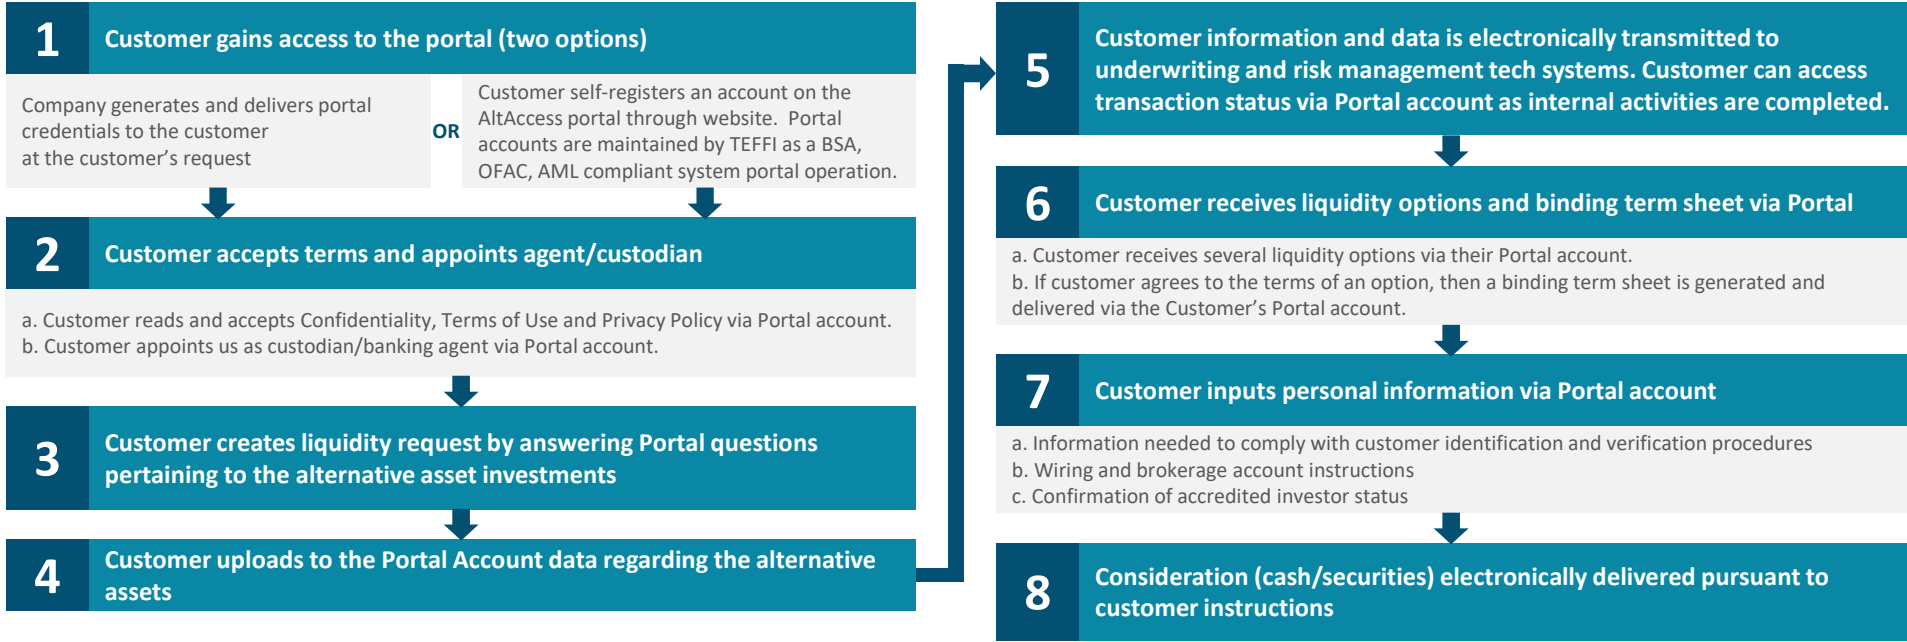 1
Customer gains access to the portal (two options)
Company generates and delivers portal
credentials to the customer
at the customer’s request
OR
Customer self-registers an account on the
AltAccess portal through website.  Portal
accounts are maintained by TEFFI as a BSA,
OFAC, AML compliant system portal operation.
2
Customer accepts terms and appoints agent/custodian
a. Customer reads and accepts Confidentiality, Terms of Use and Privacy Policy via Portal account.
b. Customer appoints us as custodian/banking agent via Portal account.
3
Customer creates liquidity request by answering Portal questions
pertaining to the alternative asset investments
4
Customer uploads to the Portal Account data regarding the alternative
assets
5
Customer information and data is electronically transmitted to
underwriting and risk management tech systems. Customer can access
transaction status via Portal account as internal activities are completed.
6
Customer receives liquidity options and binding term sheet via Portal
a. Customer receives several liquidity options via their Portal account.
b. If customer agrees to the terms of an option, then a binding term sheet is generated and
delivered via the Customer’s Portal account.
7
Customer inputs personal information via Portal account
a. Information needed to comply with customer identification and verification procedures
b. Wiring and brokerage account instructions
c. Confirmation of accredited investor status
8
Consideration (cash/securities) electronically delivered pursuant to
customer instructions